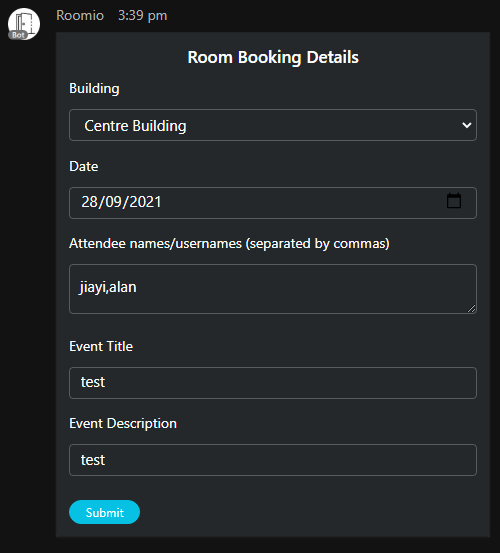 Roomio 3:39 pm
Bot
Room Booking Details
Building
Centre Building
Date
28/09/2021
Attendee names/usernames (separated by commas)
jiayi,alan
Event Title
test
Event Description
test
Submit